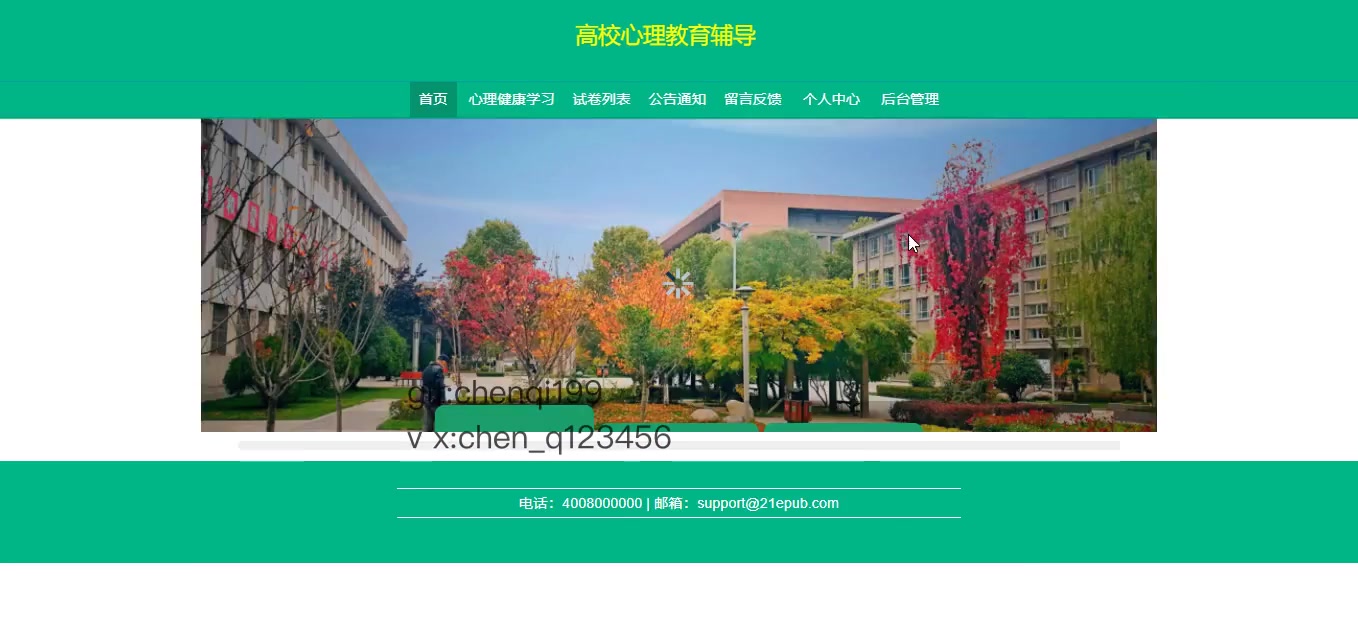 高校心理教育辅导
首页 心理健康学习 试卷列表 公告通知 留言反馈 个人中心 后台管理
v x:chen_q123456
电话：4008000000 | 邮箱：support@21epub.com